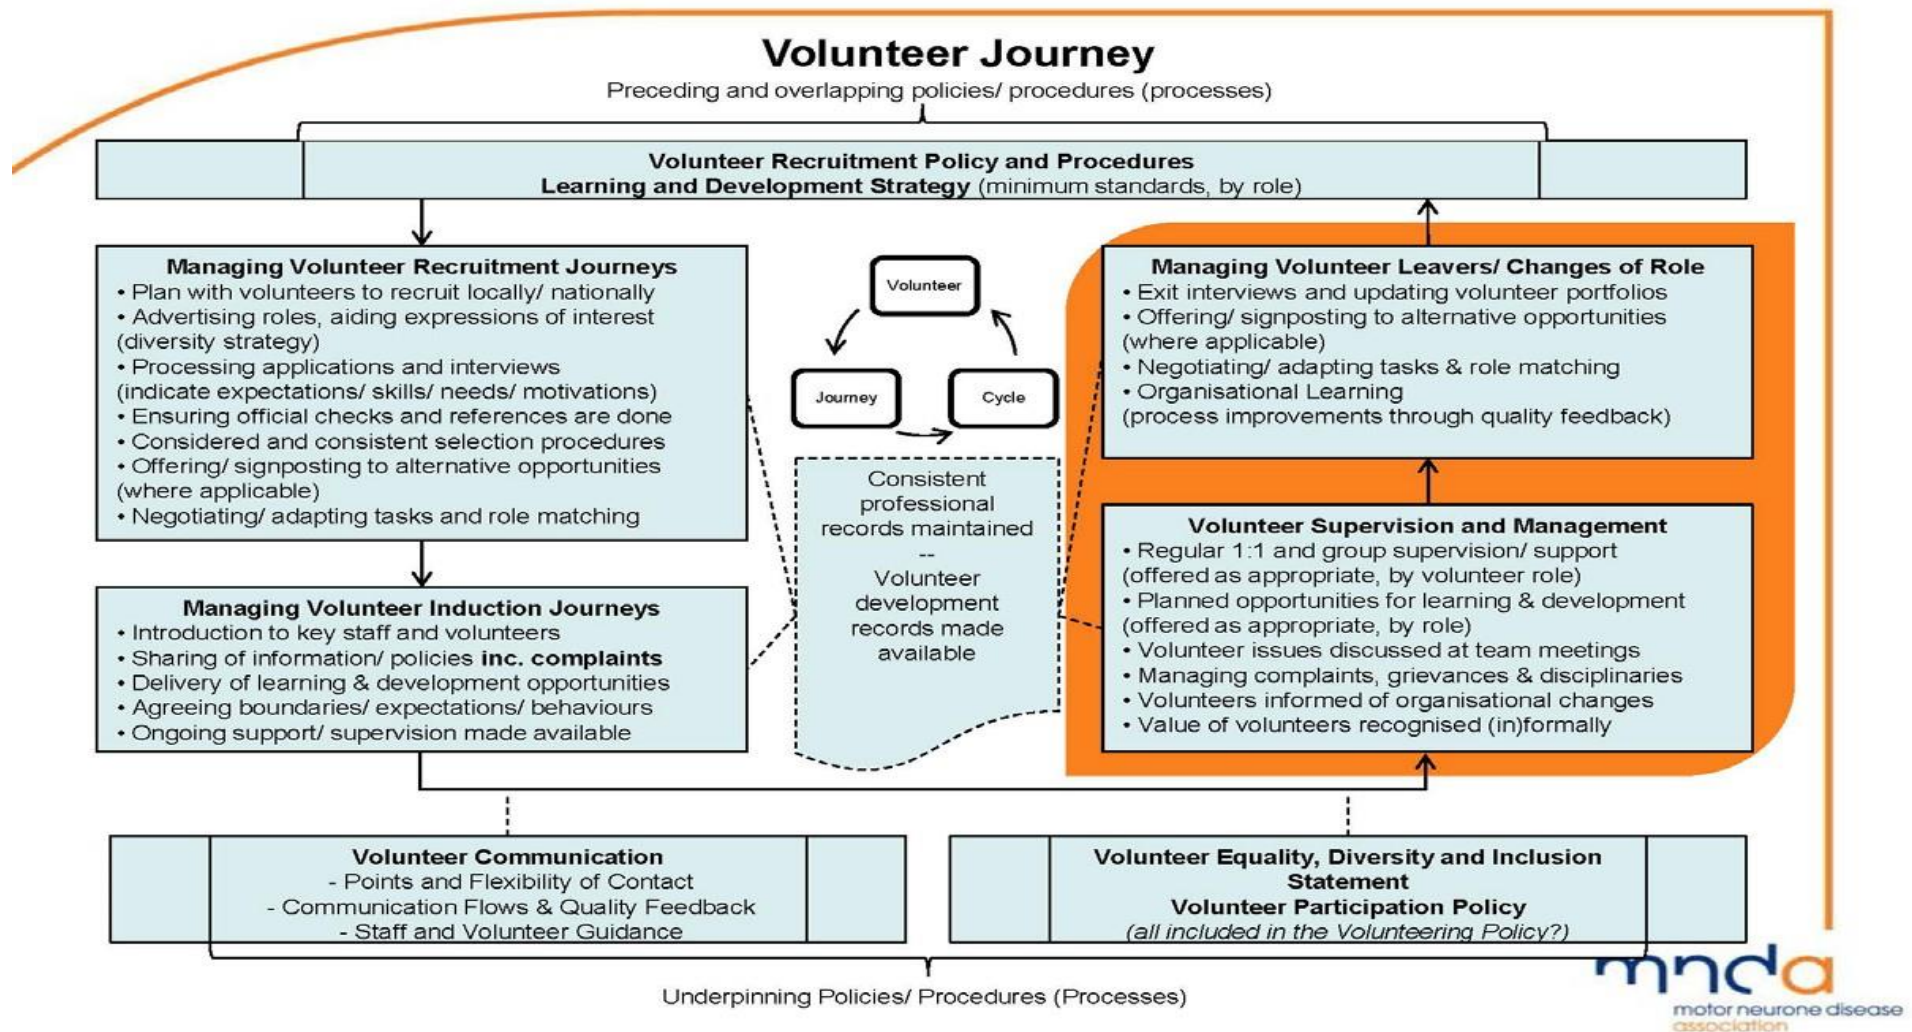 Volunteer Journey
Preceding and overlapping policies/ procedures (processes)
Volunteer Recruitment Policy and Procedures
Learning and Development Strategy (minimum standards, by role)
Managing Volunteer Recruitment Journeys
• Plan with volunteers to recruit locally/ nationally
• Advertising roles, aiding expressions of interest
(diversity strategy)
• Processing applications and interviews
(indicate expectations/ skills/ needs/ motivations)
• Ensuring official checks and references are done
• Considered and consistent selection procedures
• Offering/ signposting to alternative opportunities
(where applicable)
• Negotiating/ adapting tasks and role matching
Managing Volunteer Induction Journeys
• Introduction to key staff and volunteers
• Sharing of information/ policies inc. complaints
• Delivery of learning & development opportunities
• Agreeing boundaries/ expectations/ behaviours
• Ongoing support/ supervision made available
Volunteer
Journey
Cycle
Consistent
professional
records maintained
--
Volunteer
development
records made
available
Managing Volunteer Leavers/ Changes of Role
• Exit interviews and updating volunteer portfolios
• Offering/ signposting to alternative opportunities
(where applicable)
• Negotiating/ adapting tasks & role matching
• Organisational Learning
(process improvements through quality feedback)
Volunteer Supervision and Management
• Regular 1:1 and group supervision/ support
(offered as appropriate, by volunteer role)
• Planned opportunities for learning & development
(offered as appropriate, by role)
• Volunteer issues discussed at team meetings
• Managing complaints, grievances & disciplinaries
• Volunteers informed of organisational changes
• Value of volunteers recognised (in)formally
Volunteer Communication
- Points and Flexibility of Contact
- Communication Flows & Quality Feedback
- Staff and Volunteer Guidance
Volunteer Equality, Diversity and Inclusion
Statement
Volunteer Participation Policy
(all included in the Volunteering Policy?)
Underpinning Policies/ Procedures (Processes)
mnda
motor neurone disease
association